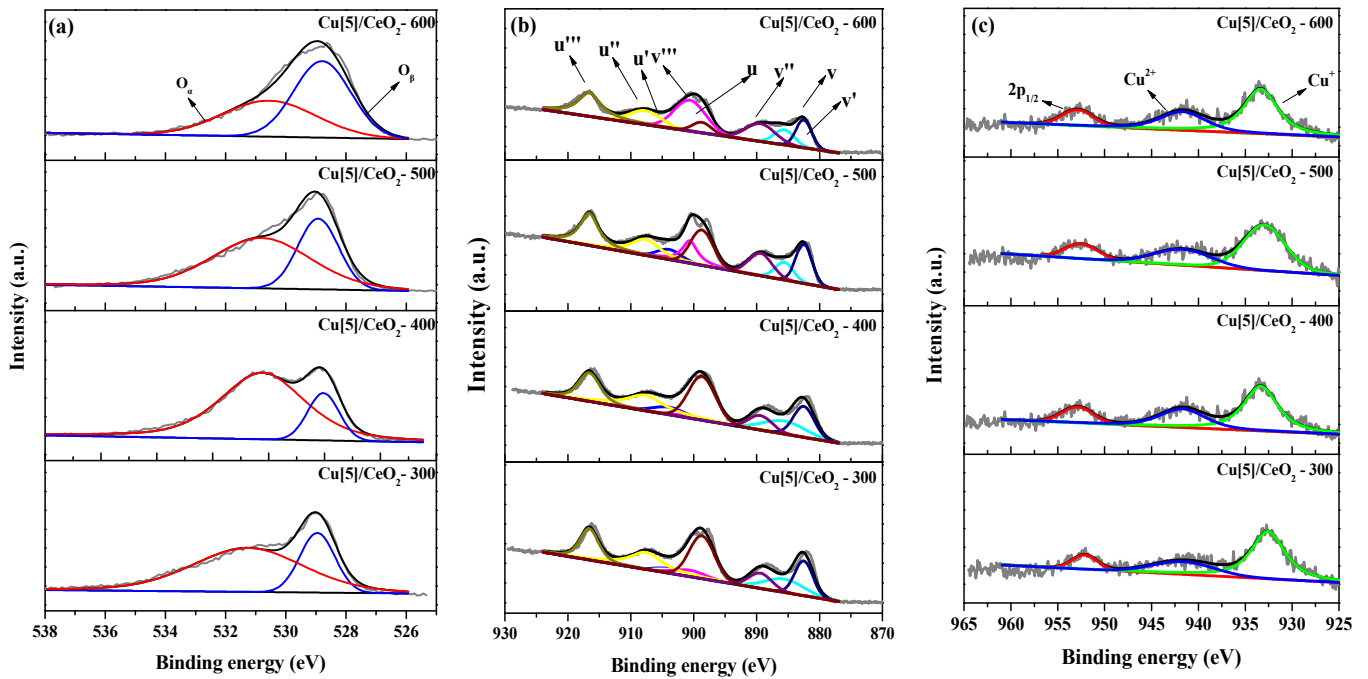 (a)
Cu[5]/CeO₂ - 600
Oα
Oβ
Cu[5]/CeO₂ - 500
Cu[5]/CeO₂ - 400
Cu[5]/CeO₂ - 300
Intensity (a.u.)
538 536 534 532 530 528 526
Binding energy (eV)
(b)
Cu[5]/CeO₂ - 600
u''' u'' u' v''' u v'' v v'
Cu[5]/CeO₂ - 500
Cu[5]/CeO₂ - 400
Cu[5]/CeO₂ - 300
Intensity (a.u.)
930 920 910 900 890 880 870
Binding energy (eV)
(c)
Cu[5]/CeO₂ - 600
2p₁/₂ Cu²⁺ Cu⁺
Cu[5]/CeO₂ - 500
Cu[5]/CeO₂ - 400
Cu[5]/CeO₂ - 300
Intensity (a.u.)
965 960 955 950 945 940 935 930 925
Binding energy (eV)